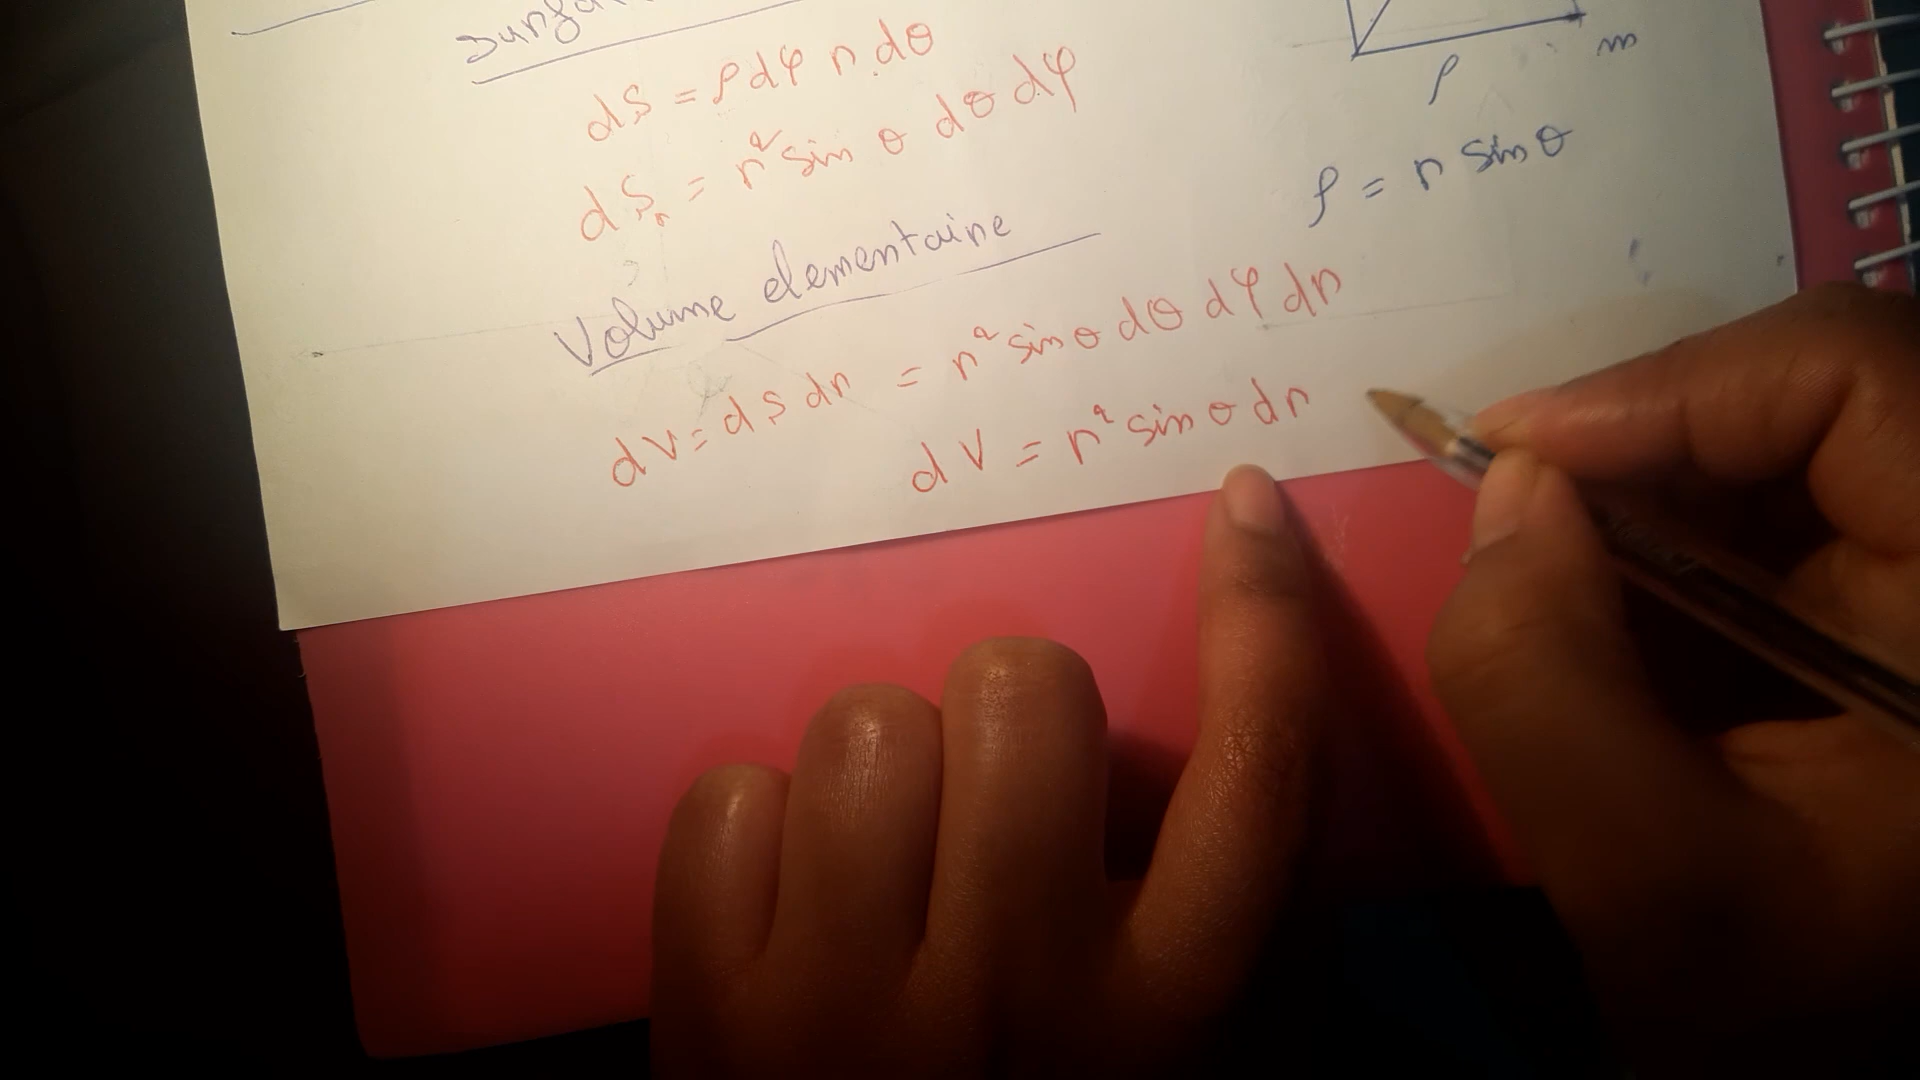 dS = ρdφ r.dθ
dSr = r² sin θ dθ dφ
m
ρ
ρ = r sin θ
Volume elementaire
dV = dS dr = r² sin θ dθ dφ dr
dV = r² sin θ dr